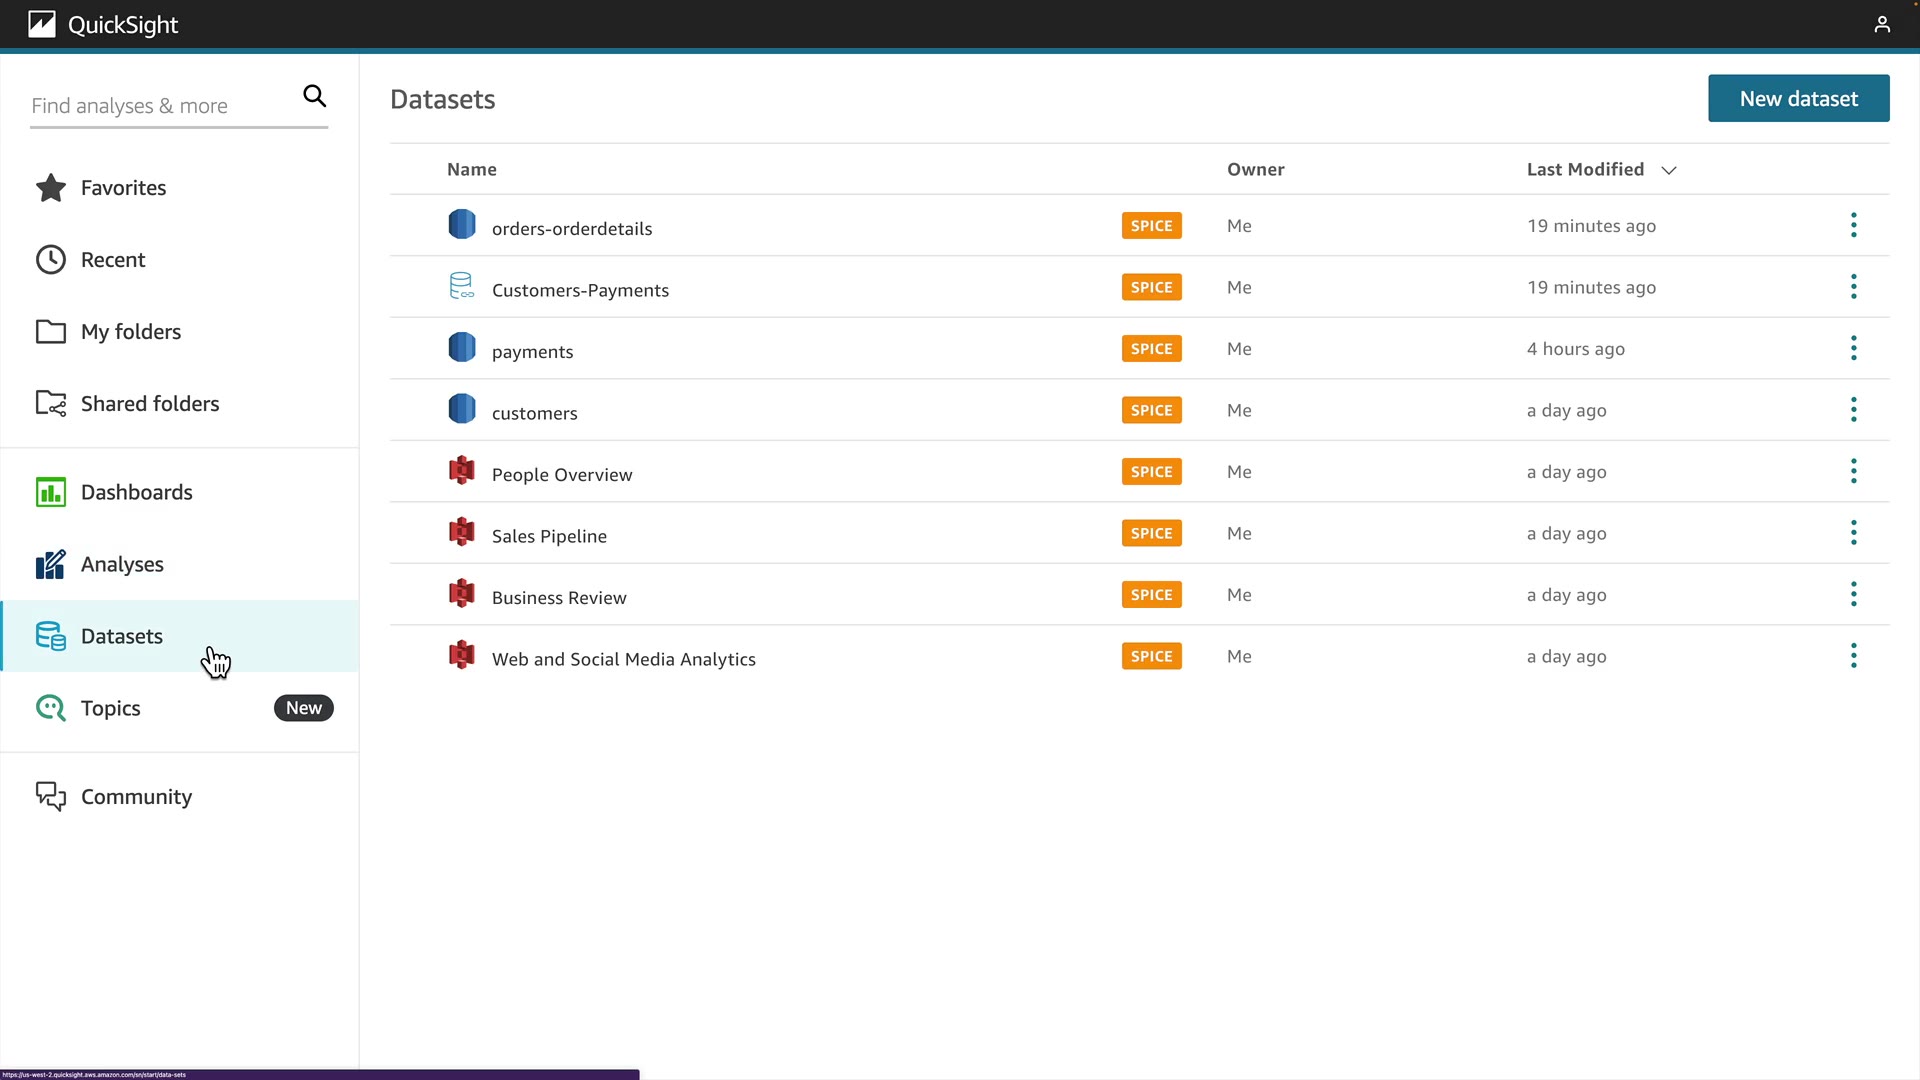 QuickSight
Find analyses & more
Favorites
Recent
My folders
Shared folders
Dashboards
Analyses
Datasets
Topics New
Community
Datasets
New dataset
Name Owner Last Modified
orders-orderdetails SPICE Me 19 minutes ago
Customers-Payments SPICE Me 19 minutes ago
payments SPICE Me 4 hours ago
customers SPICE Me a day ago
People Overview SPICE Me a day ago
Sales Pipeline SPICE Me a day ago
Business Review SPICE Me a day ago
Web and Social Media Analytics SPICE Me a day ago
https://us-west-2.quicksight.aws.amazon.com/sn/start/data-sets